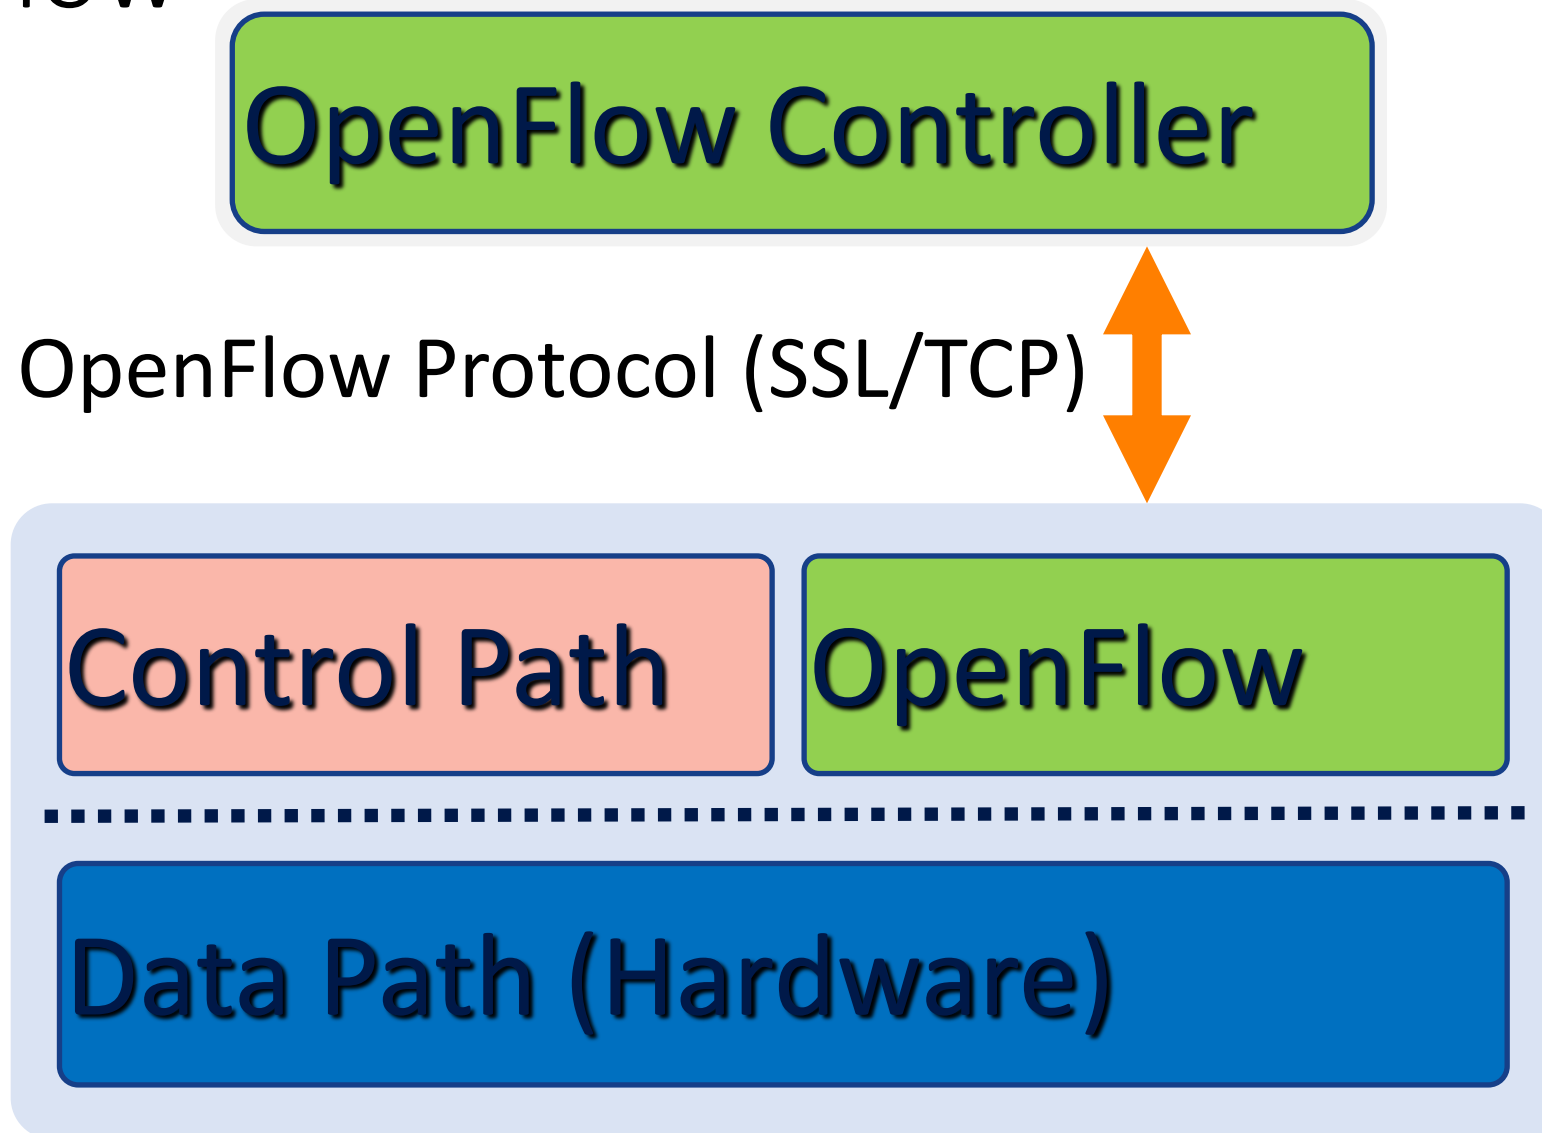 OpenFlow Controller
OpenFlow Protocol (SSL/TCP)
Control Path
OpenFlow
Data Path (Hardware)